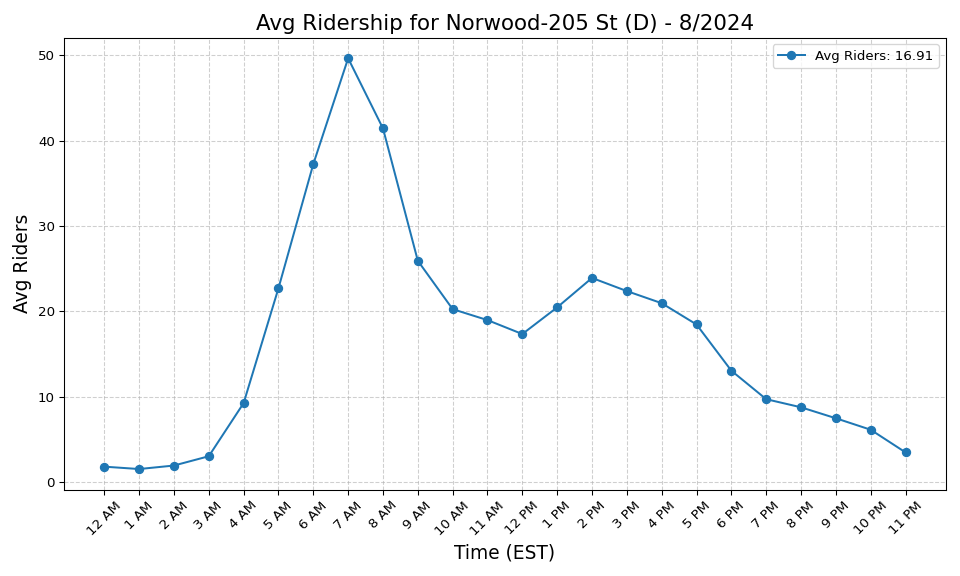 Avg Ridership for Norwood-205 St (D) - 8/2024
Avg Riders: 16.91
Avg Riders
50
40
30
20
10
0
12 AM 1 AM 2 AM 3 AM 4 AM 5 AM 6 AM 7 AM 8 AM 9 AM 10 AM 11 AM 12 PM 1 PM 2 PM 3 PM 4 PM 5 PM 6 PM 7 PM 8 PM 9 PM 10 PM 11 PM
Time (EST)